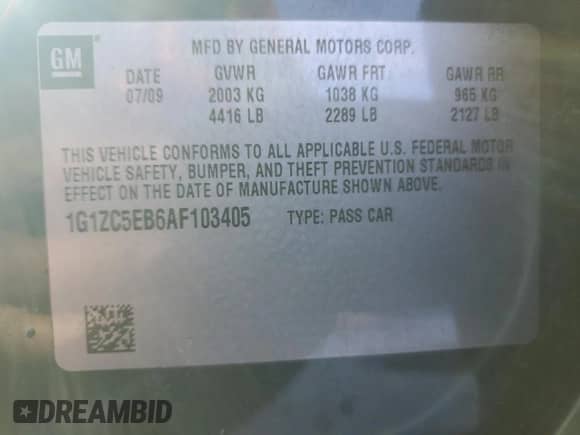 GM
MFD BY GENERAL MOTORS CORP.
DATE GVWR GAWR FRT GAWR RR
07/09 2003 KG 1038 KG 965 KG
4416 LB 2289 LB 2127 LB
THIS VEHICLE CONFORMS TO ALL APPLICABLE U.S. FEDERAL MOTOR
VEHICLE SAFETY, BUMPER, AND THEFT PREVENTION STANDARDS IN
EFFECT ON THE DATE OF MANUFACTURE SHOWN ABOVE.
1G1ZC5EB6AF103405 TYPE: PASS CAR
DREAMBID